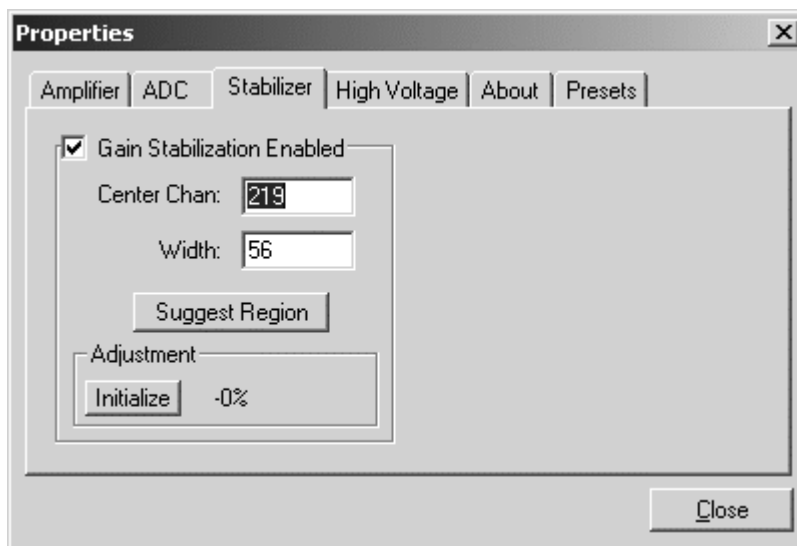 Properties
Amplifier ADC Stabilizer High Voltage About Presets
Gain Stabilization Enabled
Center Chan: 219
Width: 56
Suggest Region
Adjustment
Initialize -0%
Close